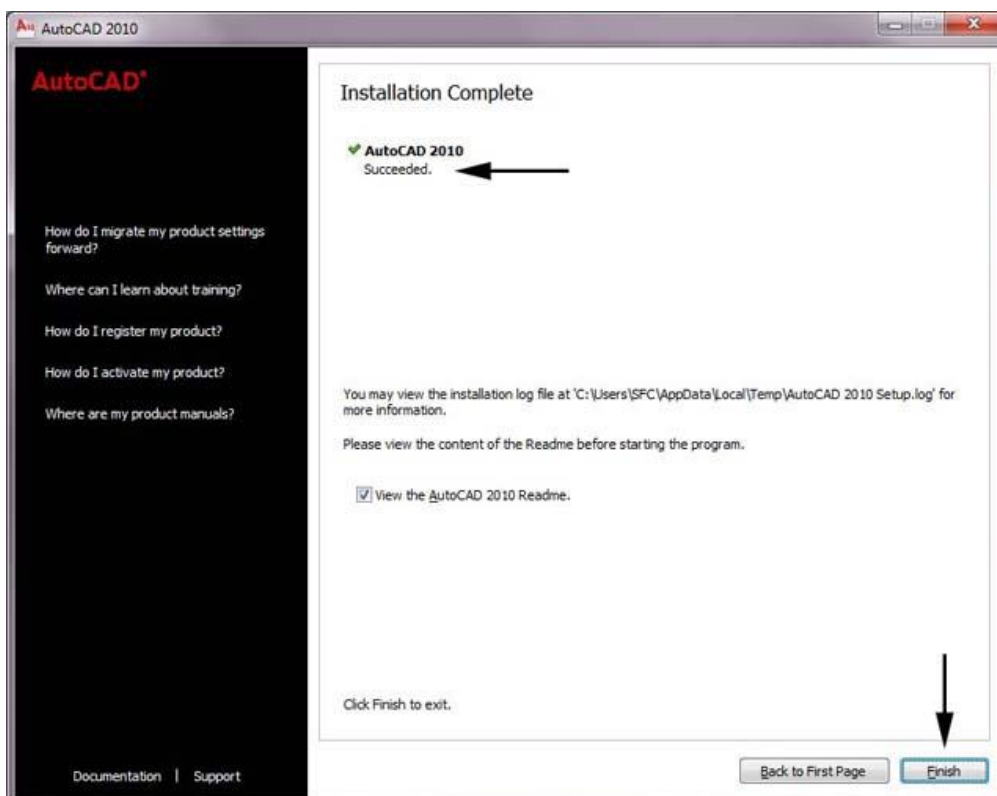 AutoCAD 2010
AutoCAD®
How do I migrate my product settings
forward?
Where can I learn about training?
How do I register my product?
How do I activate my product?
Where are my product manuals?
Documentation | Support
Installation Complete
AutoCAD 2010
Succeeded.
You may view the installation log file at 'C:\Users\SFC\AppData\Local\Temp\AutoCAD 2010 Setup.log' for
more information.
Please view the content of the Readme before starting the program.
View the AutoCAD 2010 Readme.
Click Finish to exit.
Back to First Page
Finish